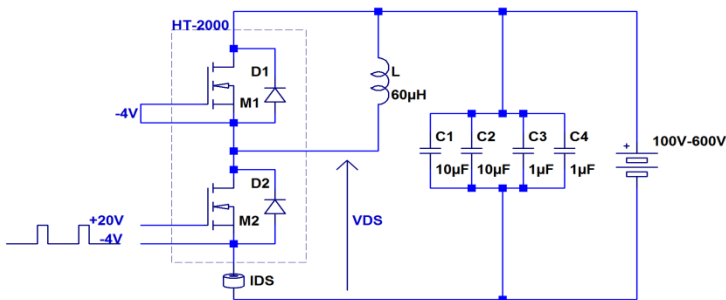 HT-2000
D1
M1
-4V
L
60µH
C1 C2 C3 C4
10µF 10µF 1µF 1µF
100V-600V
+
D2
M2
+20V
-4V
VDS
IDS